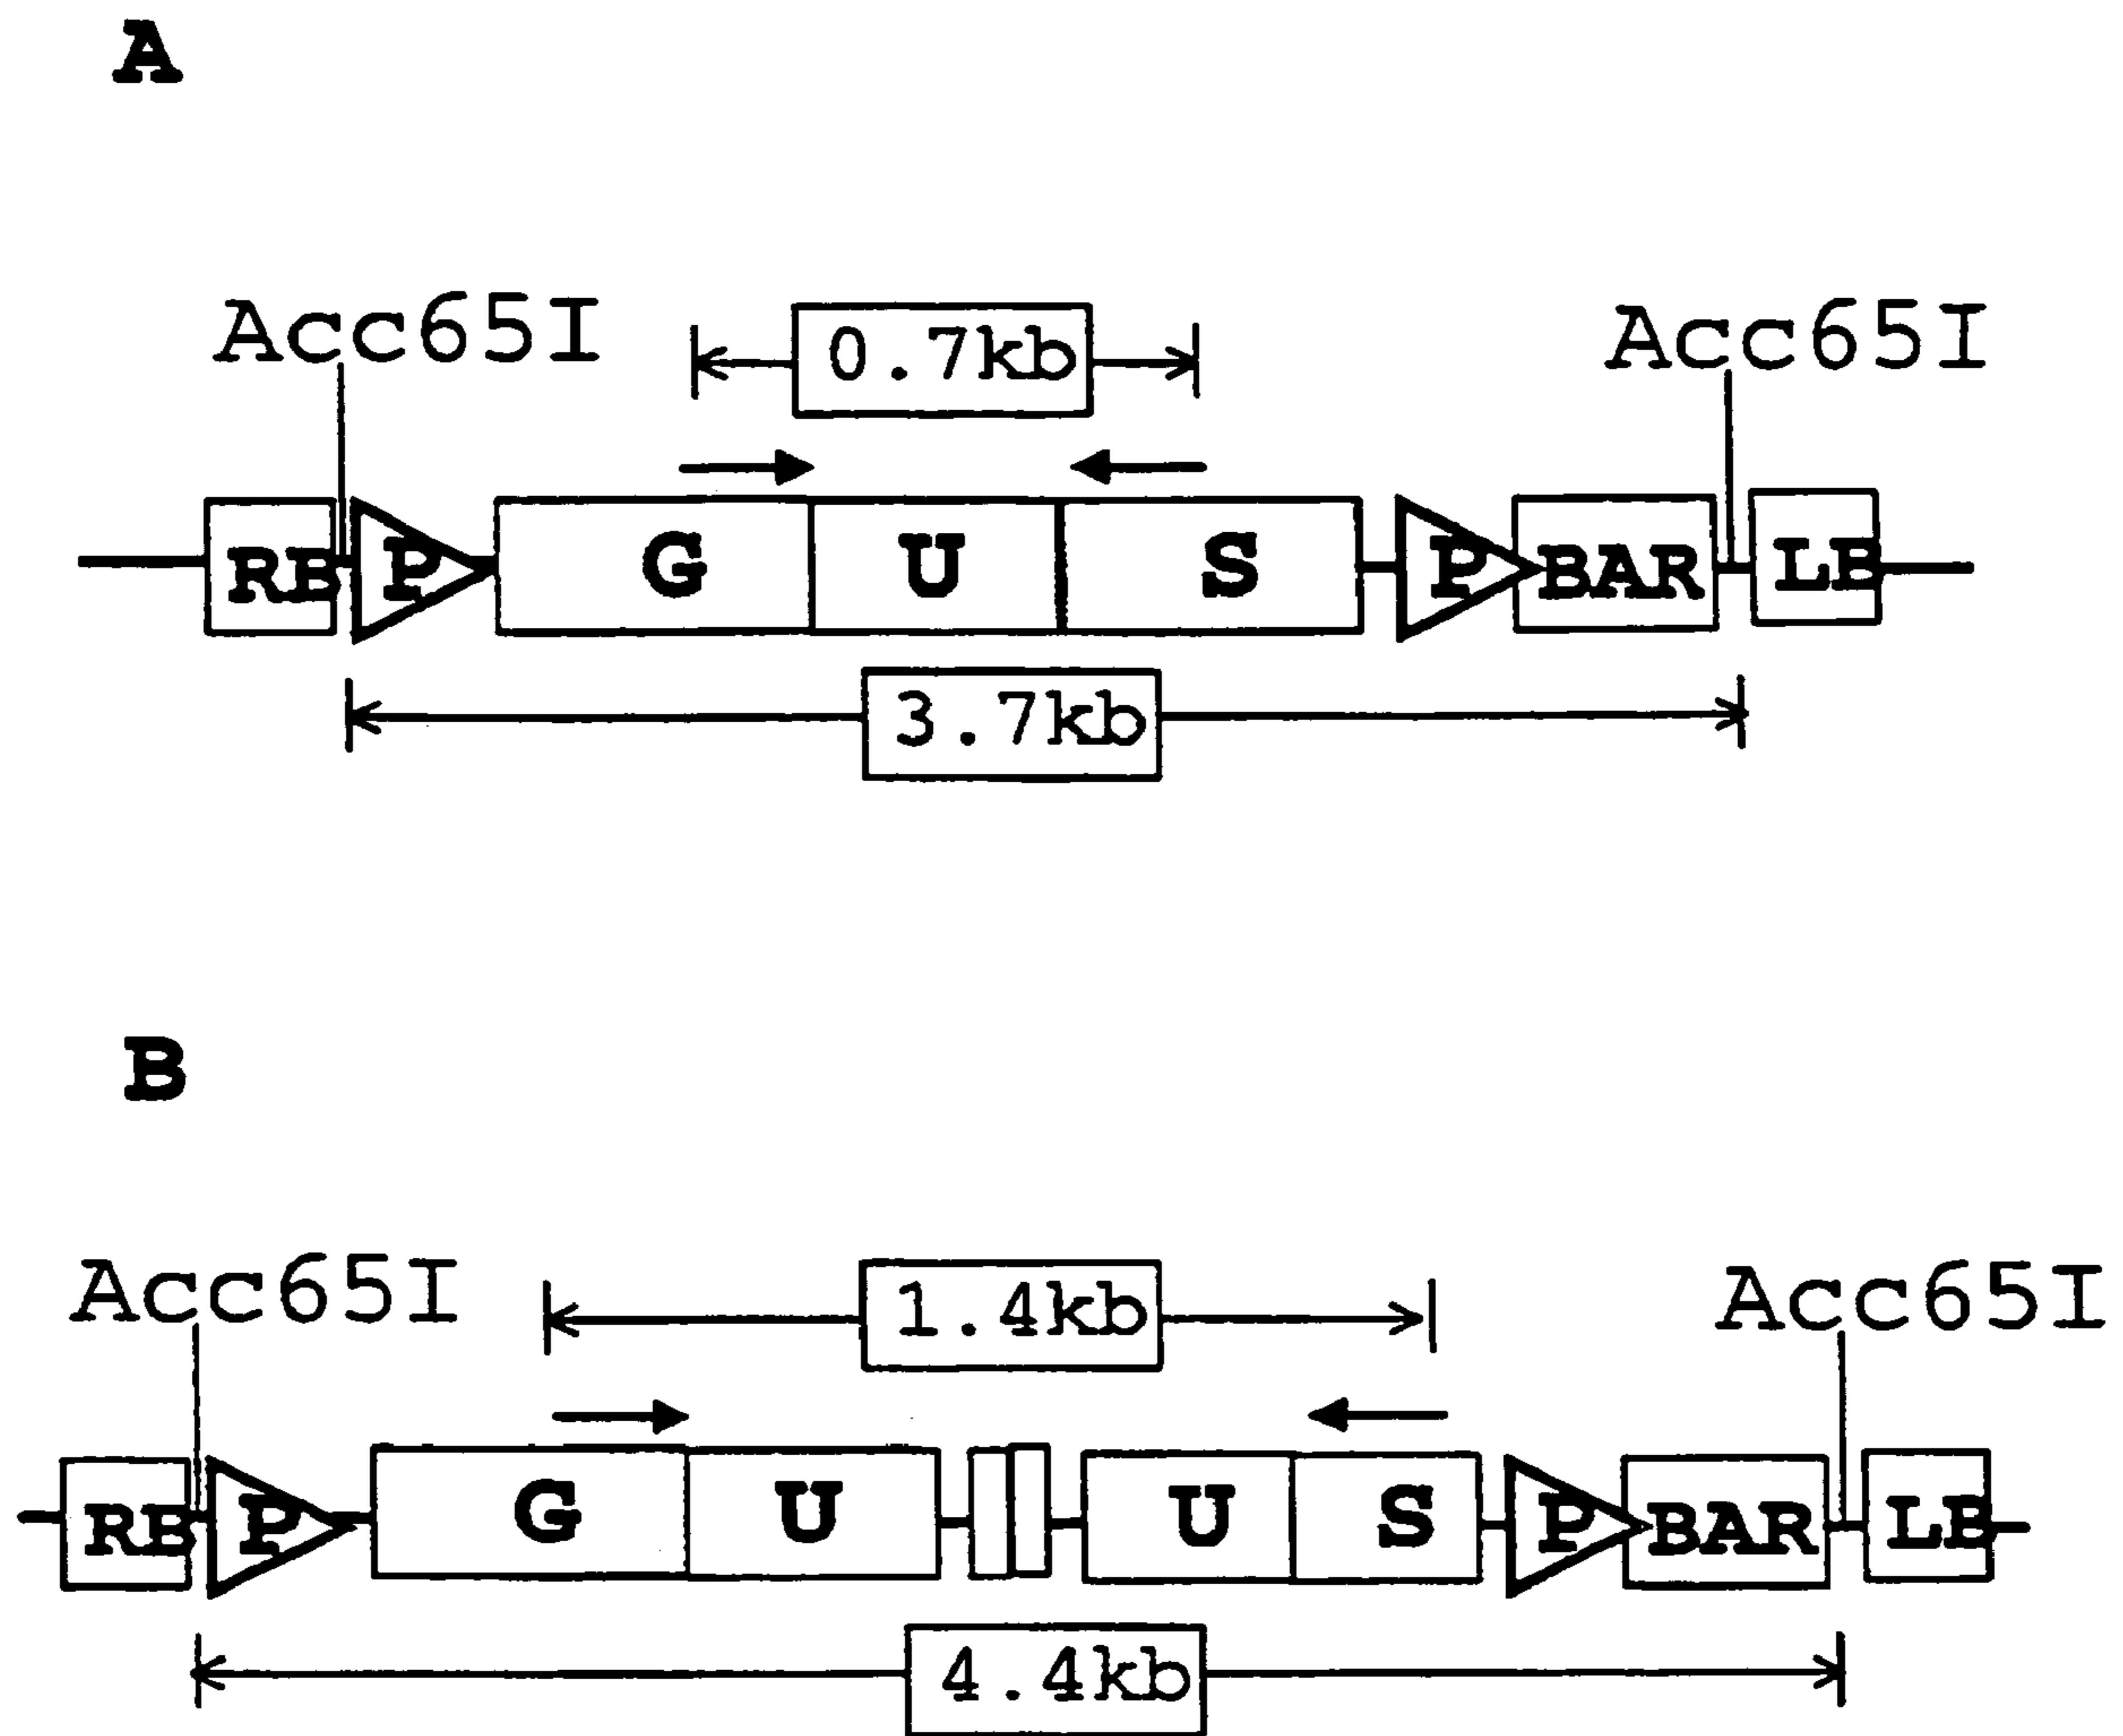 A
Acc65I 0.7kb Acc65I
RB P G U S P BAR LB
3.7kb
B
Acc65I 1.4kb Acc65I
RB P G U U S P BAR LB
4.4kb